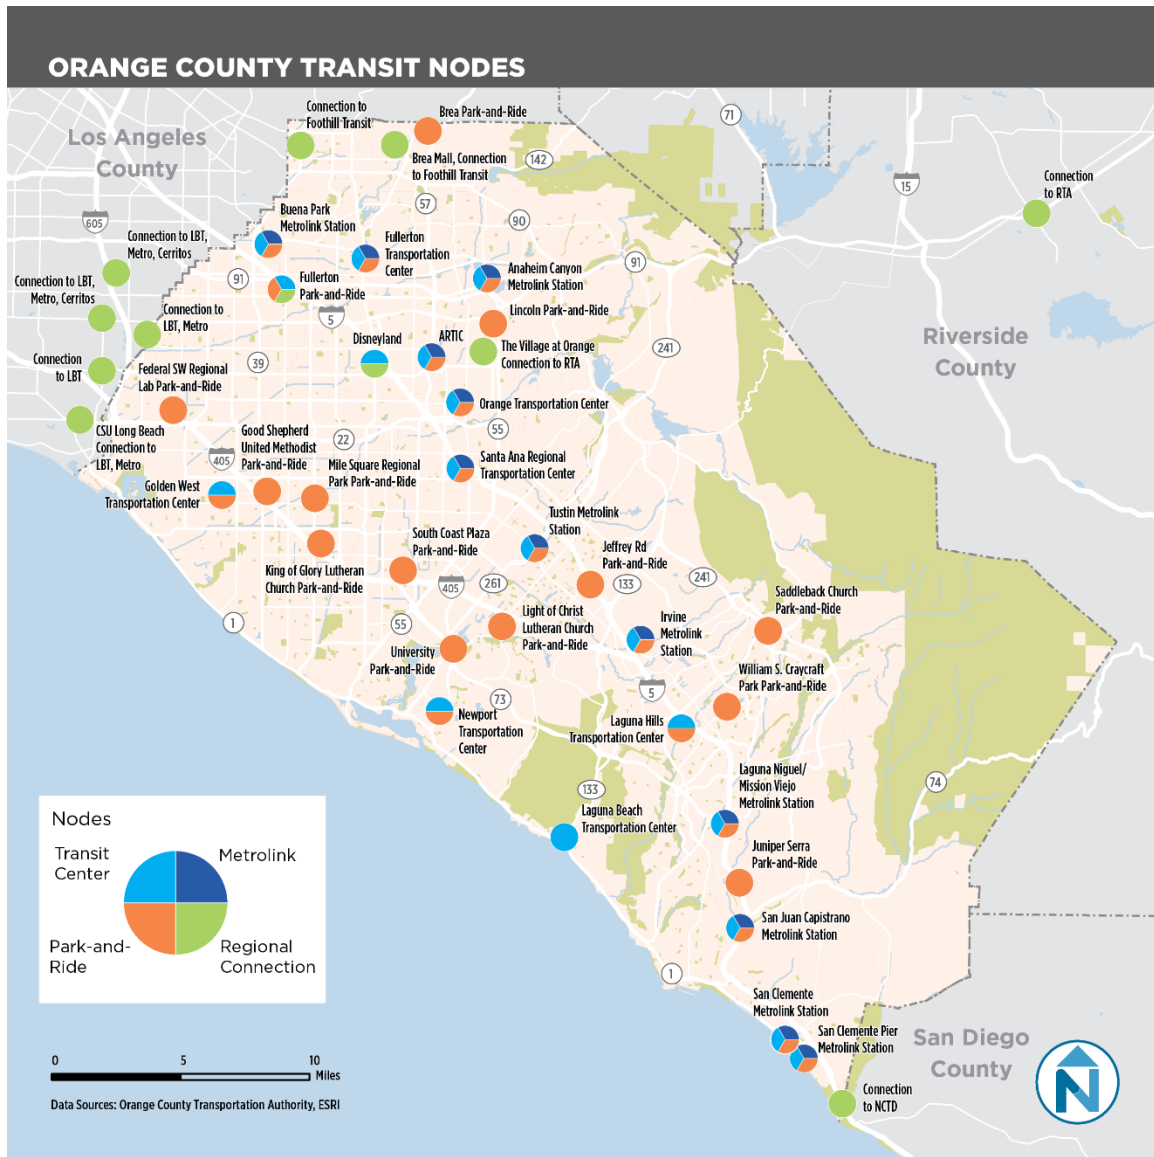 ORANGE COUNTY TRANSIT NODES
Connection to
Foothill Transit
Brea Park-and-Ride
71
Los Angeles
County
Brea Mall, Connection
to Foothill Transit
142
Connection
to RTA
15
57
605
Buena Park
Metrolink Station
90
Connection to LBT,
Metro, Cerritos
Fullerton
Transportation
Center
91
Anaheim Canyon
Metrolink Station
Connection to LBT,
Metro, Cerritos
91
Fullerton
Park-and-Ride
Connection to
LBT, Metro
5
Lincoln Park-and-Ride
Disneyland
ARTIC
The Village at Orange
Connection to RTA
241
Riverside
County
Connection
to LBT
39
Federal SW Regional
Lab Park-and-Ride
Orange Transportation Center
CSU Long Beach
Connection to
LBT, Metro
Good Shepherd
United Methodist
Park-and-Ride
22
55
405
Mile Square Regional
Park Park-and-Ride
Santa Ana Regional
Transportation Center
Golden West
Transportation Center
Tustin Metrolink
Station
South Coast Plaza
Park-and-Ride
Jeffrey Rd
Park-and-Ride
King of Glory Lutheran
Church Park-and-Ride
405
261
133
241
Saddleback Church
Park-and-Ride
1
55
Light of Christ
Lutheran Church
Park-and-Ride
Irvine
Metrolink
Station
University
Park-and-Ride
William S. Craycraft
Park Park-and-Ride
5
73
Newport
Transportation
Center
Laguna Hills
Transportation Center
Laguna Niguel/
Mission Viejo
Metrolink Station
133
74
Laguna Beach
Transportation Center
Juniper Serra
Park-and-Ride
San Juan Capistrano
Metrolink Station
1
San Clemente
Metrolink Station
San Clemente Pier
Metrolink Station
San Diego
County
Connection
to NCTD
N
Nodes
Transit
Center
Metrolink
Park-and-
Ride
Regional
Connection
0 5 10
Miles
Data Sources: Orange County Transportation Authority, ESRI